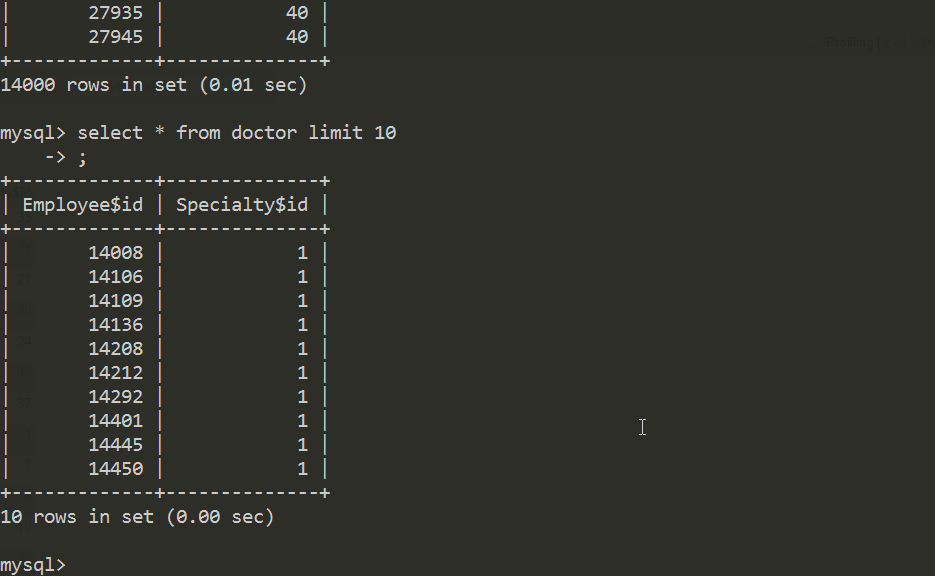 |       27935 |           40 |
|       27945 |           40 |
+-------------+--------------+
14000 rows in set (0.01 sec)
mysql> select * from doctor limit 10
    -> ;
+-------------+--------------+
| Employee$id | Specialty$id |
+-------------+--------------+
|       14008 |            1 |
|       14106 |            1 |
|       14109 |            1 |
|       14136 |            1 |
|       14208 |            1 |
|       14212 |            1 |
|       14292 |            1 |
|       14401 |            1 |
|       14445 |            1 |
|       14450 |            1 |
+-------------+--------------+
10 rows in set (0.00 sec)
mysql>